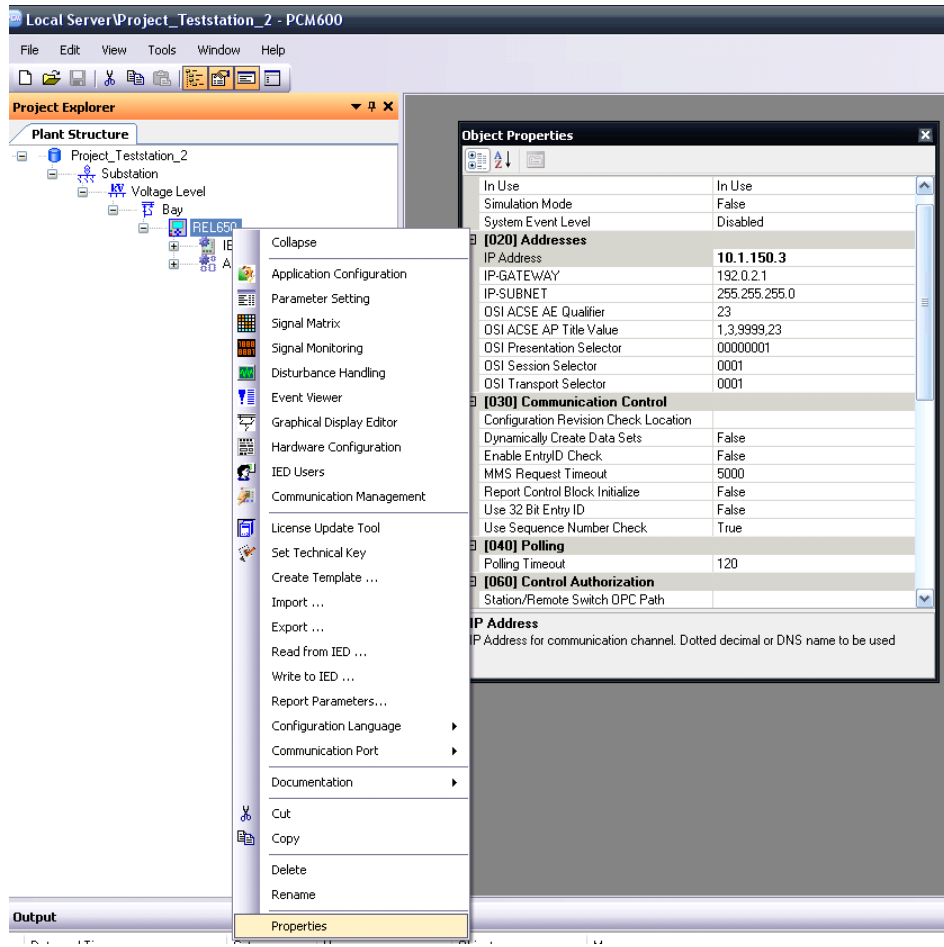 Local Server\Project_Teststation_2 - PCM600
File Edit View Tools Window Help
Project Explorer
Plant Structure
Project_Teststation_2
Substation
Voltage Level
Bay
REL650
Collapse
Application Configuration
Parameter Setting
Signal Matrix
Signal Monitoring
Disturbance Handling
Event Viewer
Graphical Display Editor
Hardware Configuration
IED Users
Communication Management
License Update Tool
Set Technical Key
Create Template ...
Import ...
Export ...
Read from IED ...
Write to IED ...
Report Parameters...
Configuration Language
Communication Port
Documentation
Cut
Copy
Delete
Rename
Properties
Object Properties
In Use In Use
Simulation Mode False
System Event Level Disabled
[020] Addresses
IP Address 10.1.150.3
IP-GATEWAY 192.0.2.1
IP-SUBNET 255.255.255.0
OSI ACSE AE Qualifier 23
OSI ACSE AP Title Value 1,3,9999,23
OSI Presentation Selector 00000001
OSI Session Selector 0001
OSI Transport Selector 0001
[030] Communication Control
Configuration Revision Check Location
Dynamically Create Data Sets False
Enable EntryID Check False
MMS Request Timeout 5000
Report Control Block Initialize False
Use 32 Bit Entry ID False
Use Sequence Number Check True
[040] Polling
Polling Timeout 120
[060] Control Authorization
Station/Remote Switch OPC Path
IP Address
IP Address for communication channel. Dotted decimal or DNS name to be used
Output